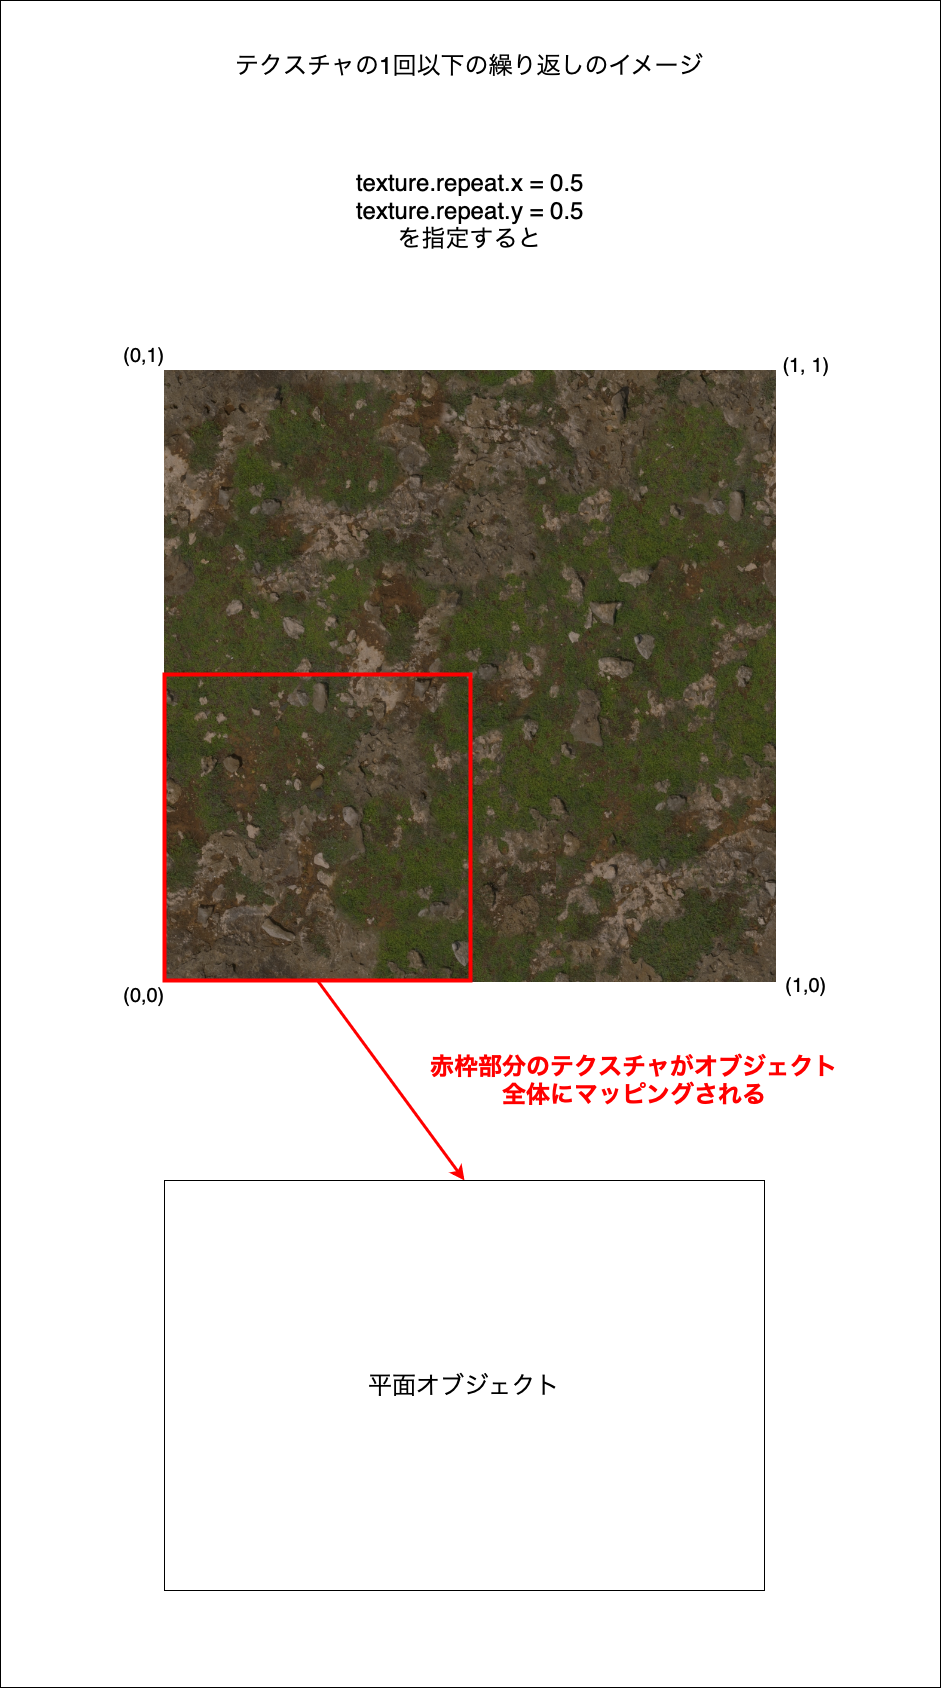 テクスチャの1回以下の繰り返しのイメージ
texture.repeat.x = 0.5
texture.repeat.y = 0.5
を指定すると
(0,1)
(1, 1)
(0,0)
(1,0)
赤枠部分のテクスチャがオブジェクト
全体にマッピングされる
平面オブジェクト